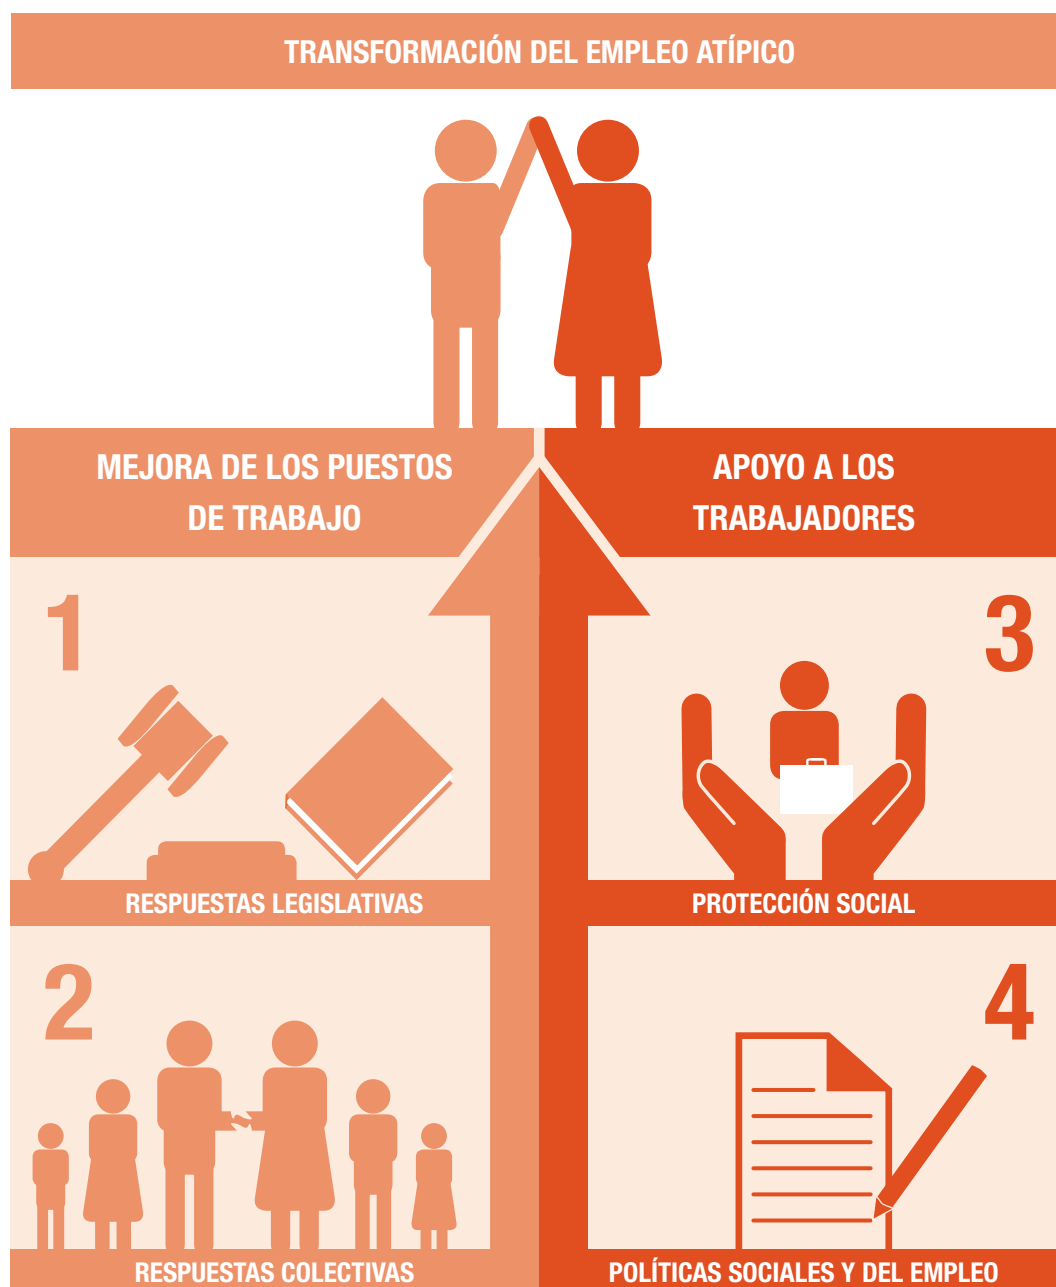 TRANSFORMACIÓN DEL EMPLEO ATÍPICO
MEJORA DE LOS PUESTOS
DE TRABAJO
APOYO A LOS
TRABAJADORES
1
RESPUESTAS LEGISLATIVAS
2
RESPUESTAS COLECTIVAS
3
PROTECCIÓN SOCIAL
4
POLÍTICAS SOCIALES Y DEL EMPLEO